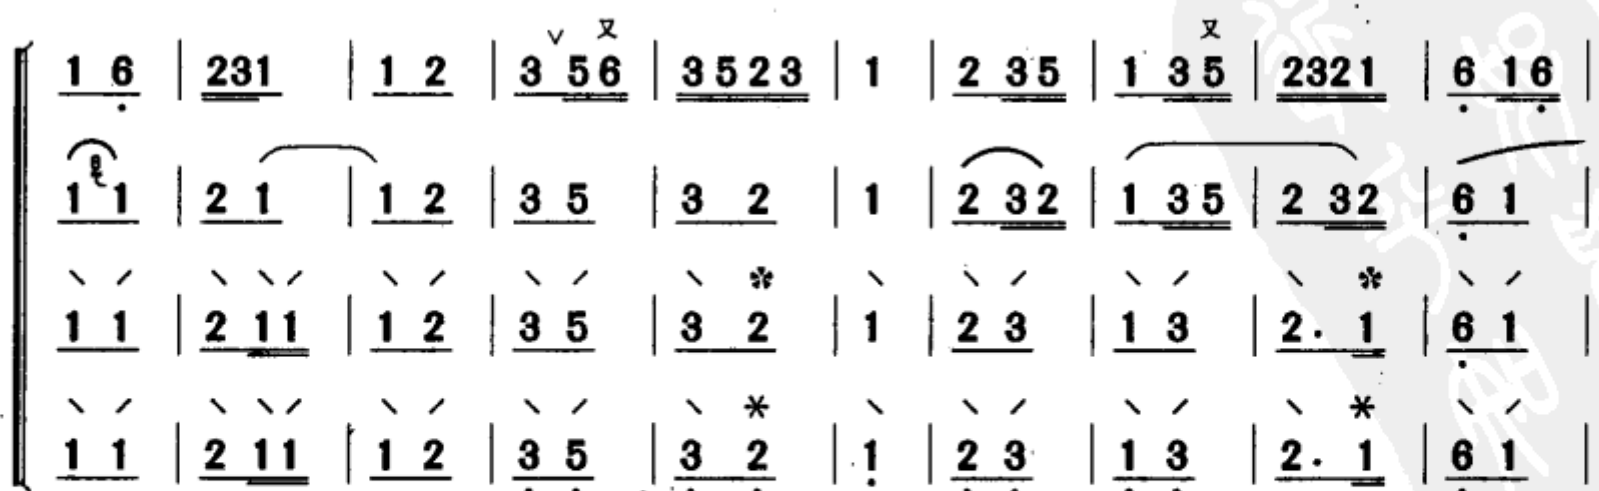 又 又
1 6 | 231 | 1 2 | 3 56 | 3523 | 1 | 2 35 | 1 35 | 2321 | 6 16 |
1 1 | 2 1 | 1 2 | 3 5 | 3 2 | 1 | 2 32 | 1 35 | 2 32 | 6 1 |
1 1 | 2 11 | 1 2 | 3 5 | 3 2 | 1 | 2 3 | 1 3 | 2. 1 | 6 1 |
1 1 | 2 11 | 1 2 | 3 5 | 3 2 | 1 | 2 3 | 1 3 | 2. 1 | 6 1